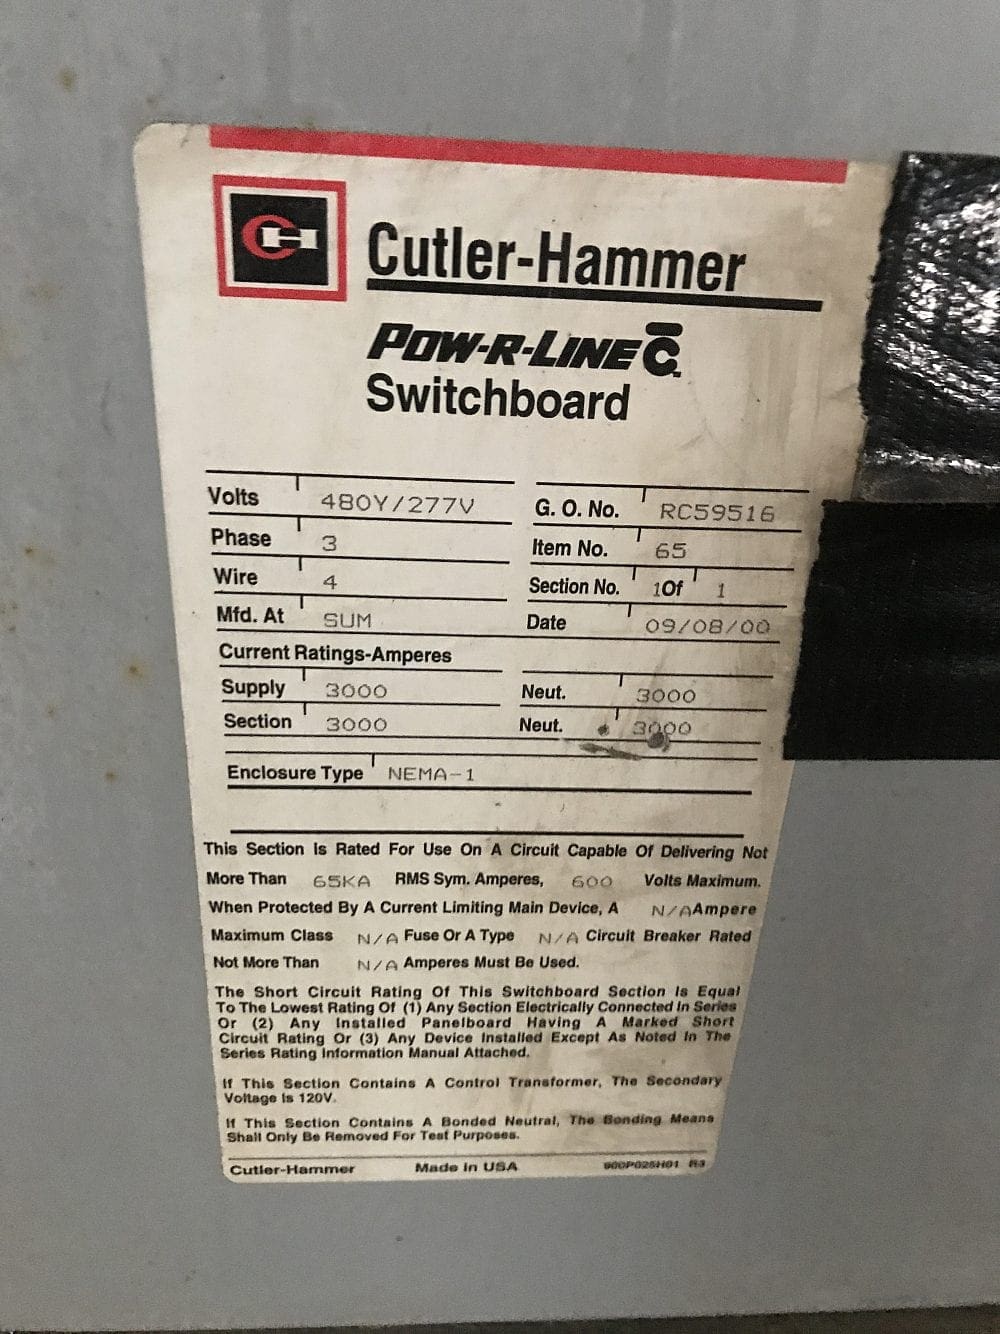 CH
Cutler-Hammer
POW-R-LINE C
Switchboard
Volts 480Y/277V
G. O. No. RC59516
Phase 3
Item No. 65
Wire 4
Section No. 1 Of 1
Mfd. At SUM
Date 09/08/00
Current Ratings-Amperes
Supply 3000
Neut. 3000
Section 3000
Neut. 3000
Enclosure Type NEMA-1
This Section Is Rated For Use On A Circuit Capable Of Delivering Not
More Than 65KA RMS Sym. Amperes, 600 Volts Maximum.
When Protected By A Current Limiting Main Device, A N/A Ampere
Maximum Class N/A Fuse Or A Type N/A Circuit Breaker Rated
Not More Than N/A Amperes Must Be Used.
The Short Circuit Rating Of This Switchboard Section Is Equal
To The Lowest Rating Of (1) Any Section Electrically Connected In Series
Or (2) Any Installed Panelboard Having A Marked Short
Circuit Rating Or (3) Any Device Installed Except As Noted In The
Series Rating Information Manual Attached.
If This Section Contains A Control Transformer, The Secondary
Voltage Is 120V.
If This Section Contains A Bonded Neutral, The Bonding Means
Shall Only Be Removed For Test Purposes.
Cutler-Hammer Made In USA 900P025H01 R3